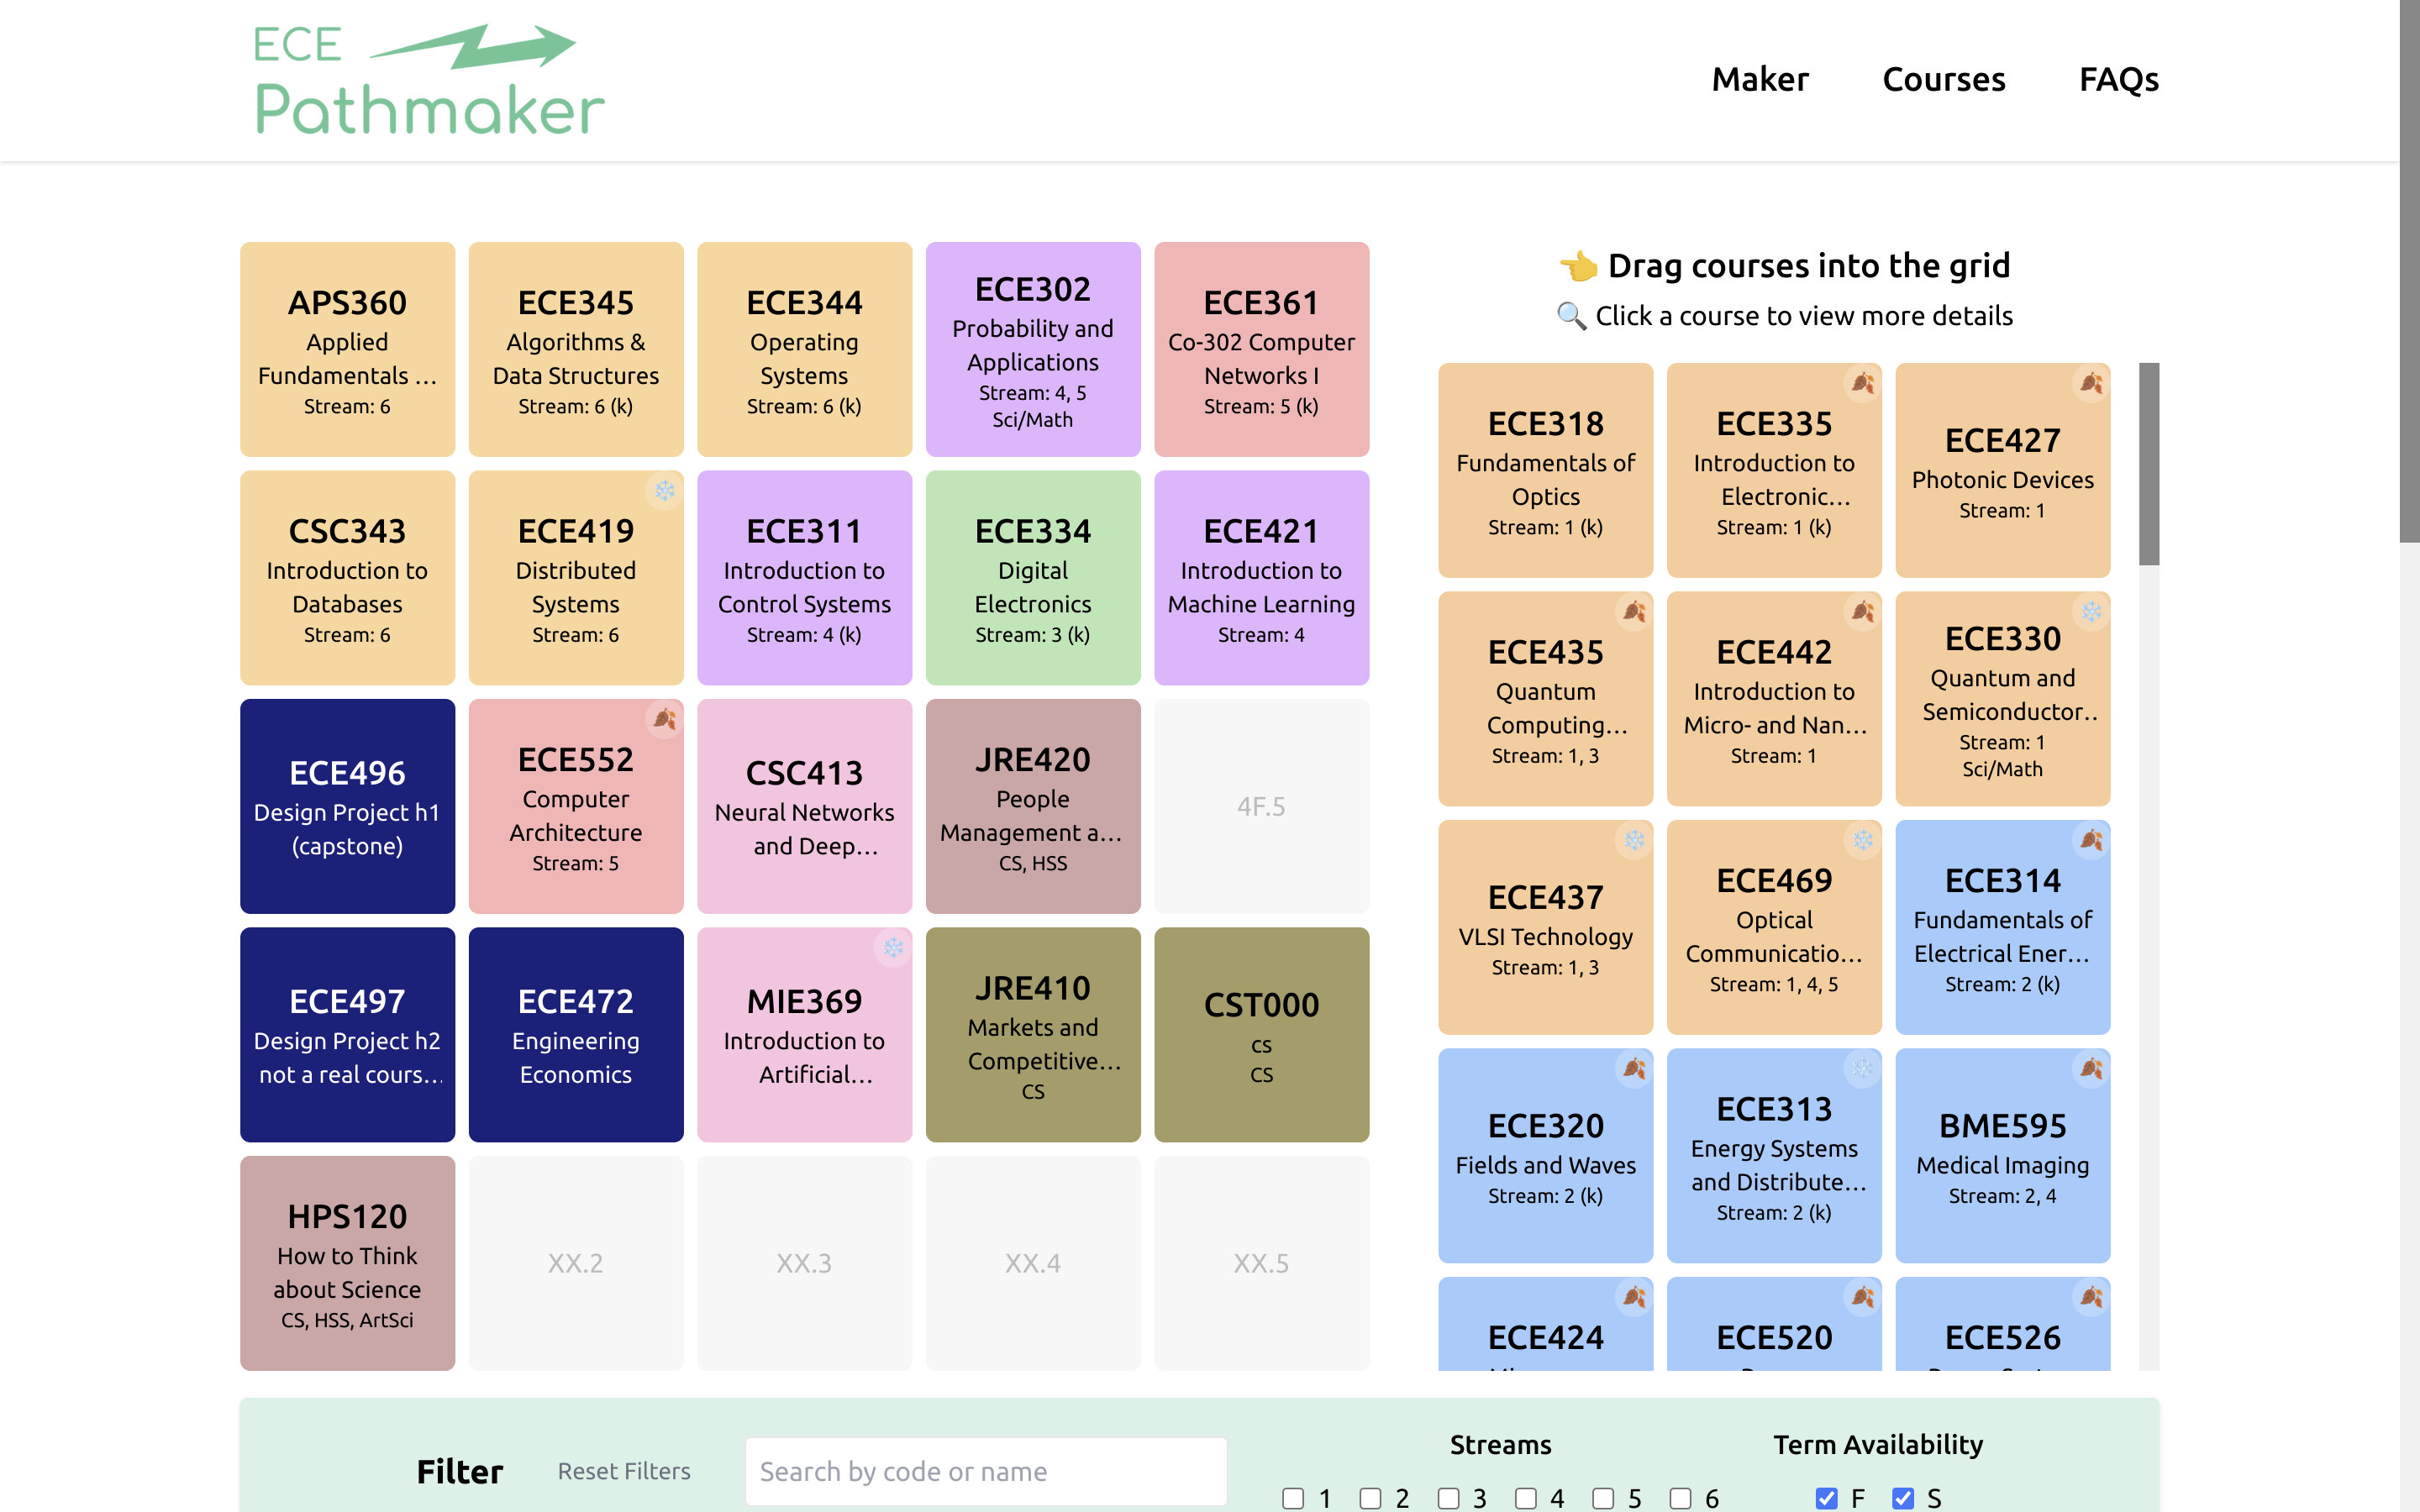 ECE
Pathmaker
Maker
Courses
FAQs
APS360
Applied
Fundamentals ...
Stream: 6
ECE345
Algorithms &
Data Structures
Stream: 6 (k)
ECE344
Operating
Systems
Stream: 6 (k)
ECE302
Probability and
Applications
Stream: 4, 5
Sci/Math
ECE361
Co-302 Computer
Networks I
Stream: 5 (k)
CSC343
Introduction to
Databases
Stream: 6
ECE419
Distributed
Systems
Stream: 6
ECE311
Introduction to
Control Systems
Stream: 4 (k)
ECE334
Digital
Electronics
Stream: 3 (k)
ECE421
Introduction to
Machine Learning
Stream: 4
ECE496
Design Project h1
(capstone)
ECE552
Computer
Architecture
Stream: 5
CSC413
Neural Networks
and Deep...
JRE420
People
Management a...
CS, HSS
4F.5
ECE497
Design Project h2
not a real cours..
ECE472
Engineering
Economics
MIE369
Introduction to
Artificial...
JRE410
Markets and
Competitive...
CS
CST000
cs
CS
HPS120
How to Think
about Science
CS, HSS, ArtSci
XX.2
XX.3
XX.4
XX.5
Drag courses into the grid
Click a course to view more details
ECE318
Fundamentals of
Optics
Stream: 1 (k)
ECE335
Introduction to
Electronic...
Stream: 1 (k)
ECE427
Photonic Devices
Stream: 1
ECE435
Quantum
Computing...
Stream: 1, 3
ECE442
Introduction to
Micro- and Nan...
Stream: 1
ECE330
Quantum and
Semiconductor..
Stream: 1
Sci/Math
ECE437
VLSI Technology
Stream: 1, 3
ECE469
Optical
Communicatio...
Stream: 1, 4, 5
ECE314
Fundamentals of
Electrical Ener...
Stream: 2 (k)
ECE320
Fields and Waves
Stream: 2 (k)
ECE313
Energy Systems
and Distribute...
Stream: 2 (k)
BME595
Medical Imaging
Stream: 2, 4
ECE424
ECE520
ECE526
Filter
Reset Filters
Search by code or name
Streams
1 2 3 4 5 6
Term Availability
F S